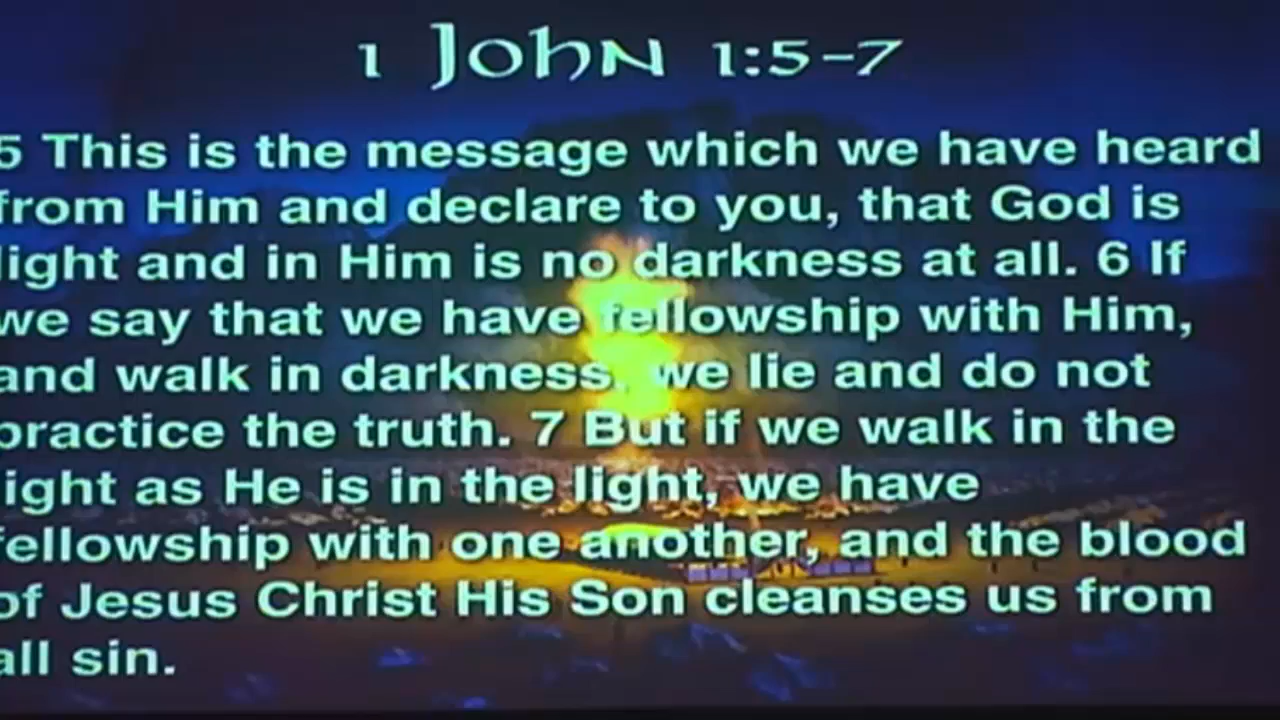 1 John 1:5-7
5 This is the message which we have heard
from Him and declare to you, that God is
light and in Him is no darkness at all. 6 If
we say that we have fellowship with Him,
and walk in darkness, we lie and do not
practice the truth. 7 But if we walk in the
light as He is in the light, we have
fellowship with one another, and the blood
of Jesus Christ His Son cleanses us from
all sin.